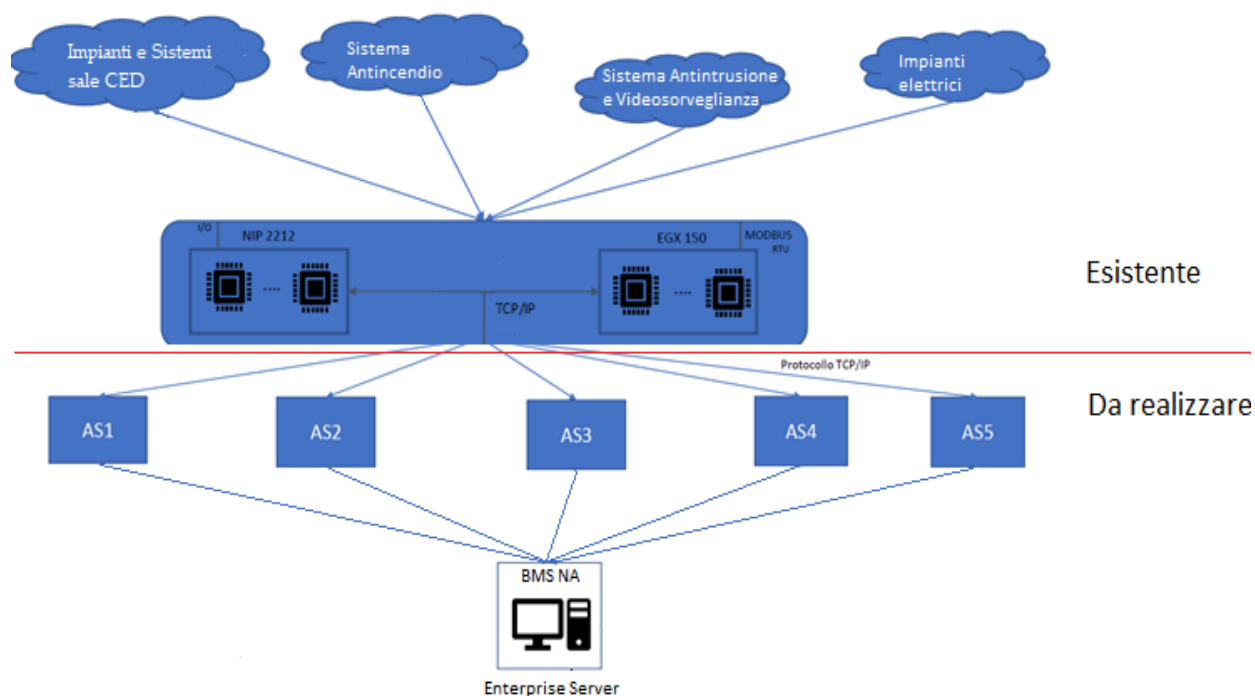 Impianti e Sistemi
sale CED
Sistema
Antincendio
Sistema Antintrusione
e Videosorveglianza
Impianti
elettrici
I/O
NIP 2212
EGX 150
MODBUS
RTU
....
....
TCP/IP
Esistente
Protocollo TCP/IP
Da realizzare
AS1
AS2
AS3
AS4
AS5
BMS NA
Enterprise Server